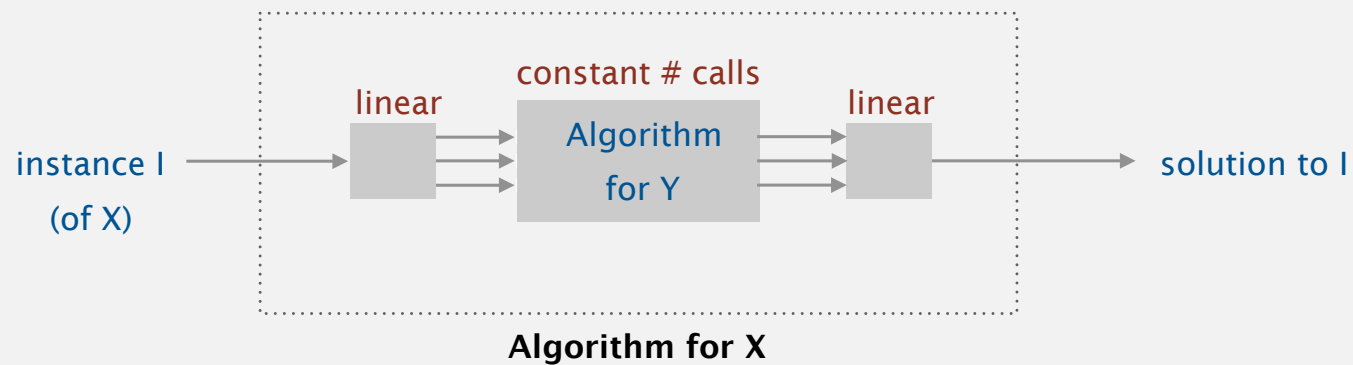 constant # calls
linear
linear
Algorithm
for Y
instance I
(of X)
solution to I
Algorithm for X